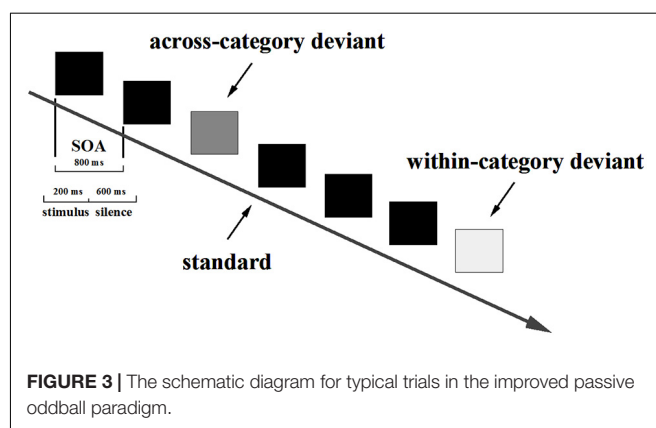 across-category deviant
SOA
800 ms
within-category deviant
200 ms 600 ms
stimulus silence
standard
FIGURE 3 | The schematic diagram for typical trials in the improved passive
oddball paradigm.